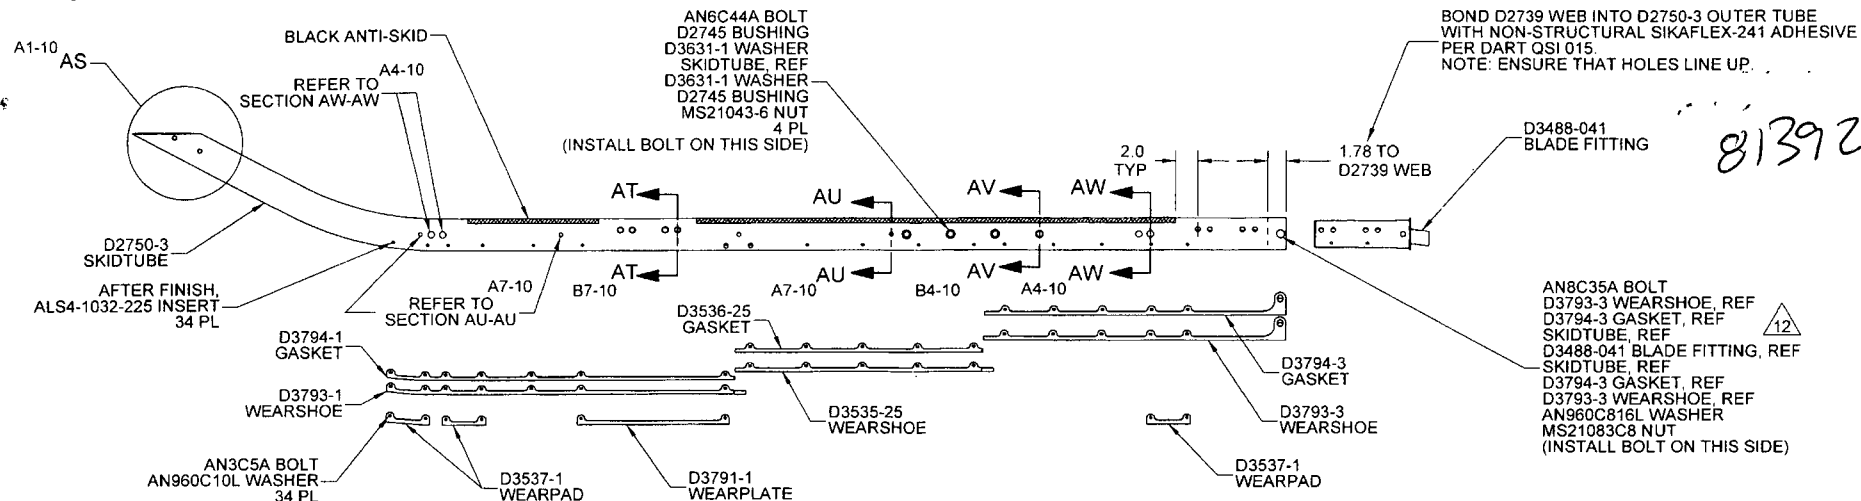 A1-10
AS
BLACK ANTI-SKID
REFER TO
SECTION AW-AW
A4-10
AN6C44A BOLT
D2745 BUSHING
D3631-1 WASHER
SKIDTUBE, REF
D3631-1 WASHER
D2745 BUSHING
MS21043-6 NUT
4 PL
(INSTALL BOLT ON THIS SIDE)
BOND D2739 WEB INTO D2750-3 OUTER TUBE
WITH NON-STRUCTURAL SIKAFLEX-241 ADHESIVE
PER DART QSI 015.
NOTE: ENSURE THAT HOLES LINE UP.
81392
D3488-041
BLADE FITTING
2.0
TYP
1.78 TO
D2739 WEB
AT
AU
AV
AW
D2750-3
SKIDTUBE
AFTER FINISH,
ALS4-1032-225 INSERT
34 PL
REFER TO
SECTION AU-AU
A7-10
AT
B7-10
AU
A7-10
AV
B4-10
AW
A4-10
AN8C35A BOLT
D3793-3 WEARSHOE, REF
D3794-3 GASKET, REF
SKIDTUBE, REF
D3488-041 BLADE FITTING, REF
SKIDTUBE, REF
D3794-3 GASKET, REF
D3793-3 WEARSHOE, REF
AN960C816L WASHER
MS21083C8 NUT
(INSTALL BOLT ON THIS SIDE)
12
D3794-1
GASKET
D3793-1
WEARSHOE
D3536-25
GASKET
D3535-25
WEARSHOE
D3794-3
GASKET
D3793-3
WEARSHOE
AN3C5A BOLT
AN960C10L WASHER
34 PL
D3537-1
WEARPAD
D3791-1
WEARPLATE
D3537-1
WEARPAD